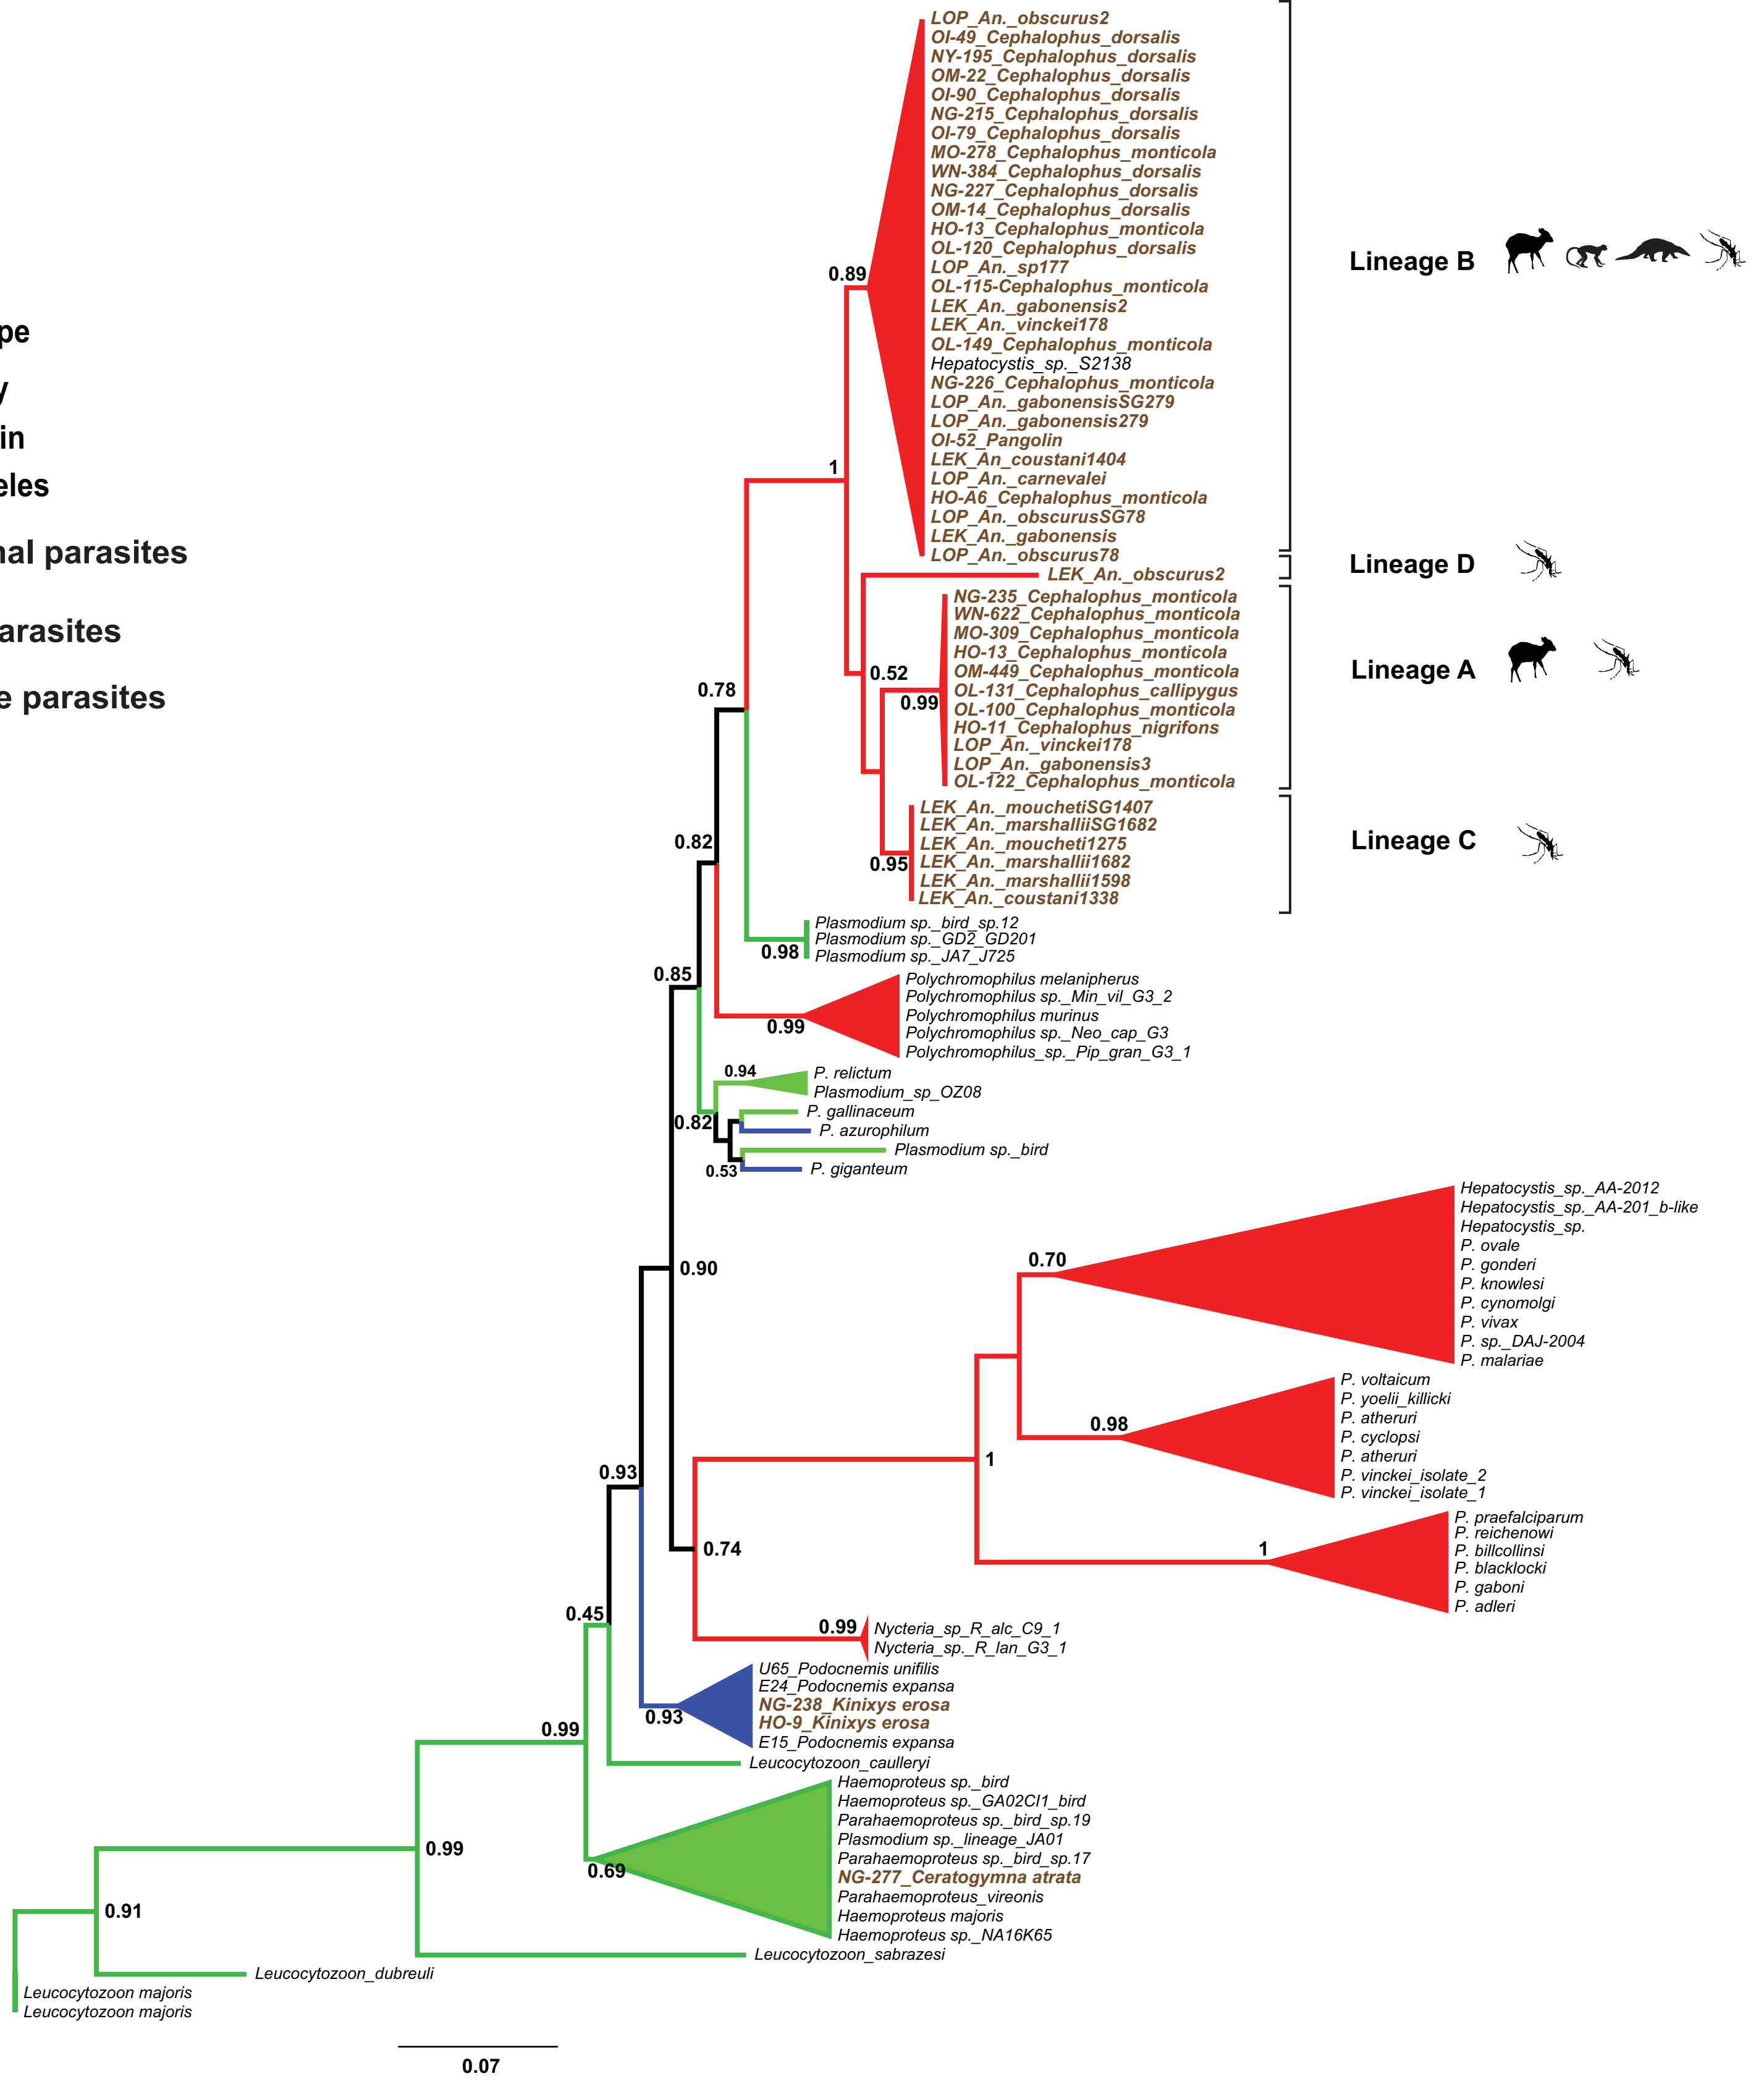 LOP_An._obscurus2
OI-49_Cephalophus_dorsalis
NY-195_Cephalophus_dorsalis
OM-22_Cephalophus_dorsalis
OI-90_Cephalophus_dorsalis
NG-215_Cephalophus_dorsalis
OI-79_Cephalophus_dorsalis
MO-278_Cephalophus_monticola
WN-384_Cephalophus_dorsalis
NG-227_Cephalophus_dorsalis
OM-14_Cephalophus_dorsalis
HO-13_Cephalophus_monticola
OL-120_Cephalophus_dorsalis
LOP_An._sp177
OL-115-Cephalophus_monticola
LEK_An._gabonensis2
LEK_An._vinckei178
OL-149_Cephalophus_monticola
Hepatocystis_sp._S2138
NG-226_Cephalophus_monticola
LOP_An._gabonensisSG279
LOP_An._gabonensis279
OI-52_Pangolin
LEK_An_coustani1404
LOP_An._carnevalei
HO-A6_Cephalophus_monticola
LOP_An._obscurusSG78
LEK_An._gabonensis
LOP_An._obscurus78
0.89
Lineage B
1
LEK_An._obscurus2
Lineage D
NG-235_Cephalophus_monticola
WN-622_Cephalophus_monticola
MO-309_Cephalophus_monticola
HO-13_Cephalophus_monticola
OM-449_Cephalophus_monticola
OL-131_Cephalophus_callipygus
OL-100_Cephalophus_monticola
HO-11_Cephalophus_nigrifons
LOP_An._vinckei178
LOP_An._gabonensis3
OL-122_Cephalophus_monticola
0.52
0.99
Lineage A
LEK_An._mouchetiSG1407
LEK_An._marshalliiSG1682
LEK_An._moucheti1275
LEK_An._marshallii1682
LEK_An._marshallii1598
LEK_An._coustani1338
0.95
Lineage C
pe
y
in
eles
nal parasites
arasites
e parasites
0.78
0.82
0.85
Plasmodium sp._bird_sp.12
Plasmodium sp._GD2_GD201
Plasmodium sp._JA7_J725
0.98
Polychromophilus melanipherus
Polychromophilus sp._Min_vil_G3_2
Polychromophilus murinus
Polychromophilus sp._Neo_cap_G3
Polychromophilus_sp._Pip_gran_G3_1
0.99
0.94
P. relictum
Plasmodium_sp_OZ08
P. gallinaceum
0.82
P. azurophilum
Plasmodium sp._bird
0.53
P. giganteum
Hepatocystis_sp._AA-2012
Hepatocystis_sp._AA-201_b-like
Hepatocystis_sp.
P. ovale
P. gonderi
P. knowlesi
P. cynomolgi
P. vivax
P. sp._DAJ-2004
P. malariae
0.70
0.90
P. voltaicum
P. yoelii_killicki
P. atheruri
P. cyclopsi
P. atheruri
P. vinckei_isolate_2
P. vinckei_isolate_1
0.98
1
P. praefalciparum
P. reichenowi
P. billcollinsi
P. blacklocki
P. gaboni
P. adleri
1
0.93
0.74
0.45
0.99
Nycteria_sp_R_alc_C9_1
Nycteria_sp._R_lan_G3_1
U65_Podocnemis unifilis
E24_Podocnemis expansa
NG-238_Kinixys erosa
HO-9_Kinixys erosa
E15_Podocnemis expansa
0.93
0.99
Leucocytozoon_caulleryi
Haemoproteus sp._bird
Haemoproteus sp._GA02CI1_bird
Parahaemoproteus sp._bird_sp.19
Plasmodium sp._lineage_JA01
Parahaemoproteus sp._bird_sp.17
NG-277_Ceratogymna atrata
Parahaemoproteus_vireonis
Haemoproteus majoris
Haemoproteus sp._NA16K65
0.69
0.99
0.91
Leucocytozoon_sabrazesi
Leucocytozoon_dubreuli
Leucocytozoon majoris
Leucocytozoon majoris
0.07